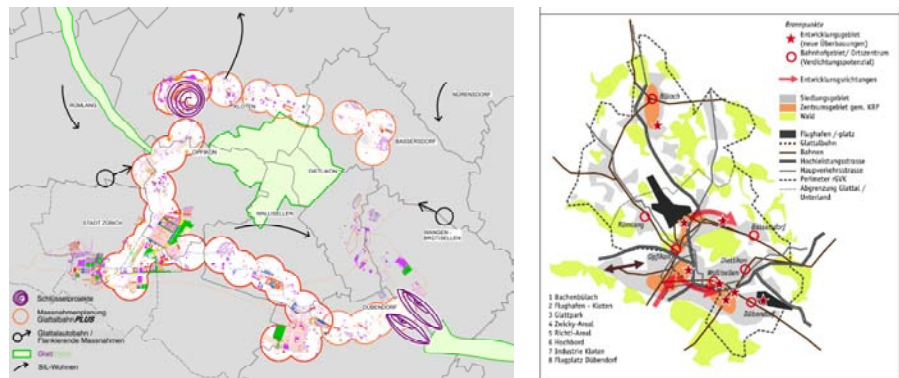 RÜMLANG
KLOTEN
NÜRENSDORF
BASSERSDORF
OPFIKON
DIETLIKON
STADT ZÜRICH
WALLISELLEN
WANGEN-
BRÜTTISELLEN
DÜBENDORF
Schlüsselprojekte
Massnahmenplanung
GlattalbahnPLUS
Glattalautobahn /
Flankierende Massnahmen
SIL-Wohnen
Brennpunkte
Entwicklungsgebiet
(neue Überbauungen)
Bahnhofgebiet/ Ortszentrum
(Verdichtungspotenzial)
Entwicklungsrichtungen
Siedlungsgebiet
Zentrumsgebiet gem. KRP
Wald
Flughafen /-platz
Glattalbahn
Bahnen
Hochleistungsstrasse
Hauptverkehrsstrasse
Perimeter rGVK
Abgrenzung Glattal /
Unterland
Bülach
Rümlang
Bassersdorf
Opfikon
Dietlikon
Wallisellen
Dübendorf
1 Bachenbülach
2 Flughafen - Kloten
3 Glattpark
4 Zwicky-Areal
5 Richti-Areal
6 Hochbord
7 Industrie Kloten
8 Flugplatz Dübendorf